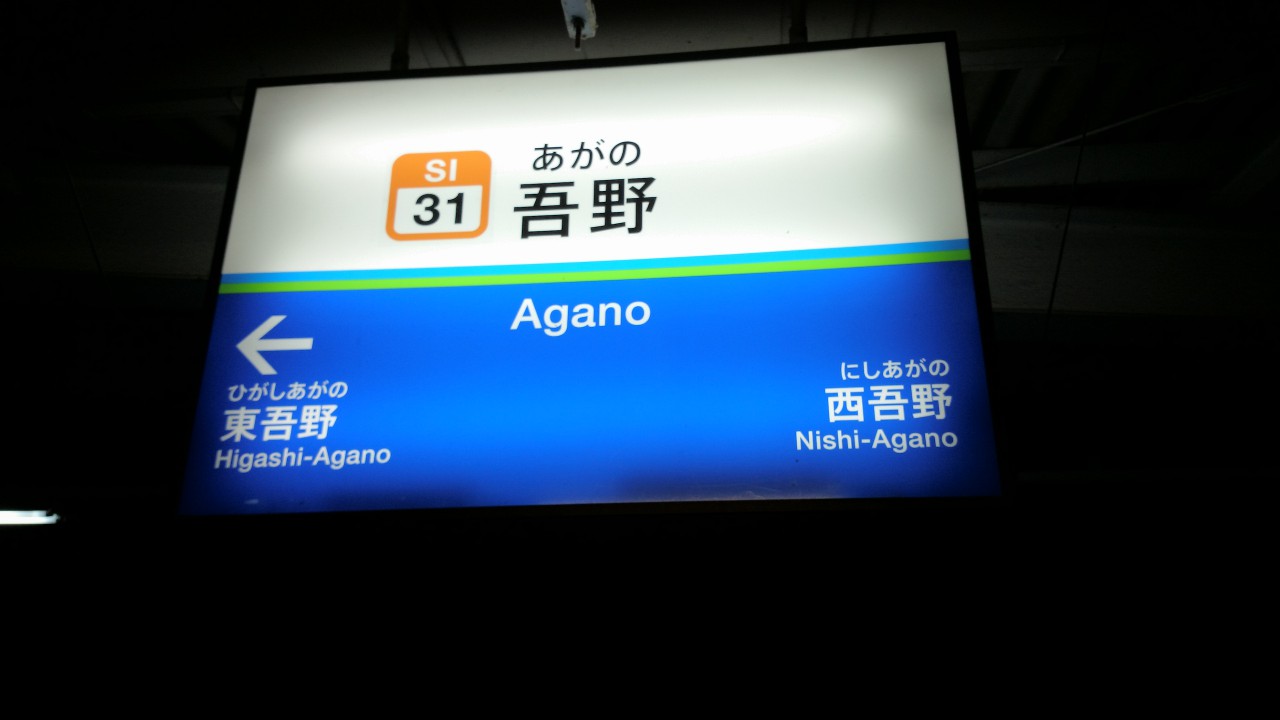 SI
31
あがの
吾野
Agano
←
ひがしあがの
東吾野
Higashi-Agano
にしあがの
西吾野
Nishi-Agano